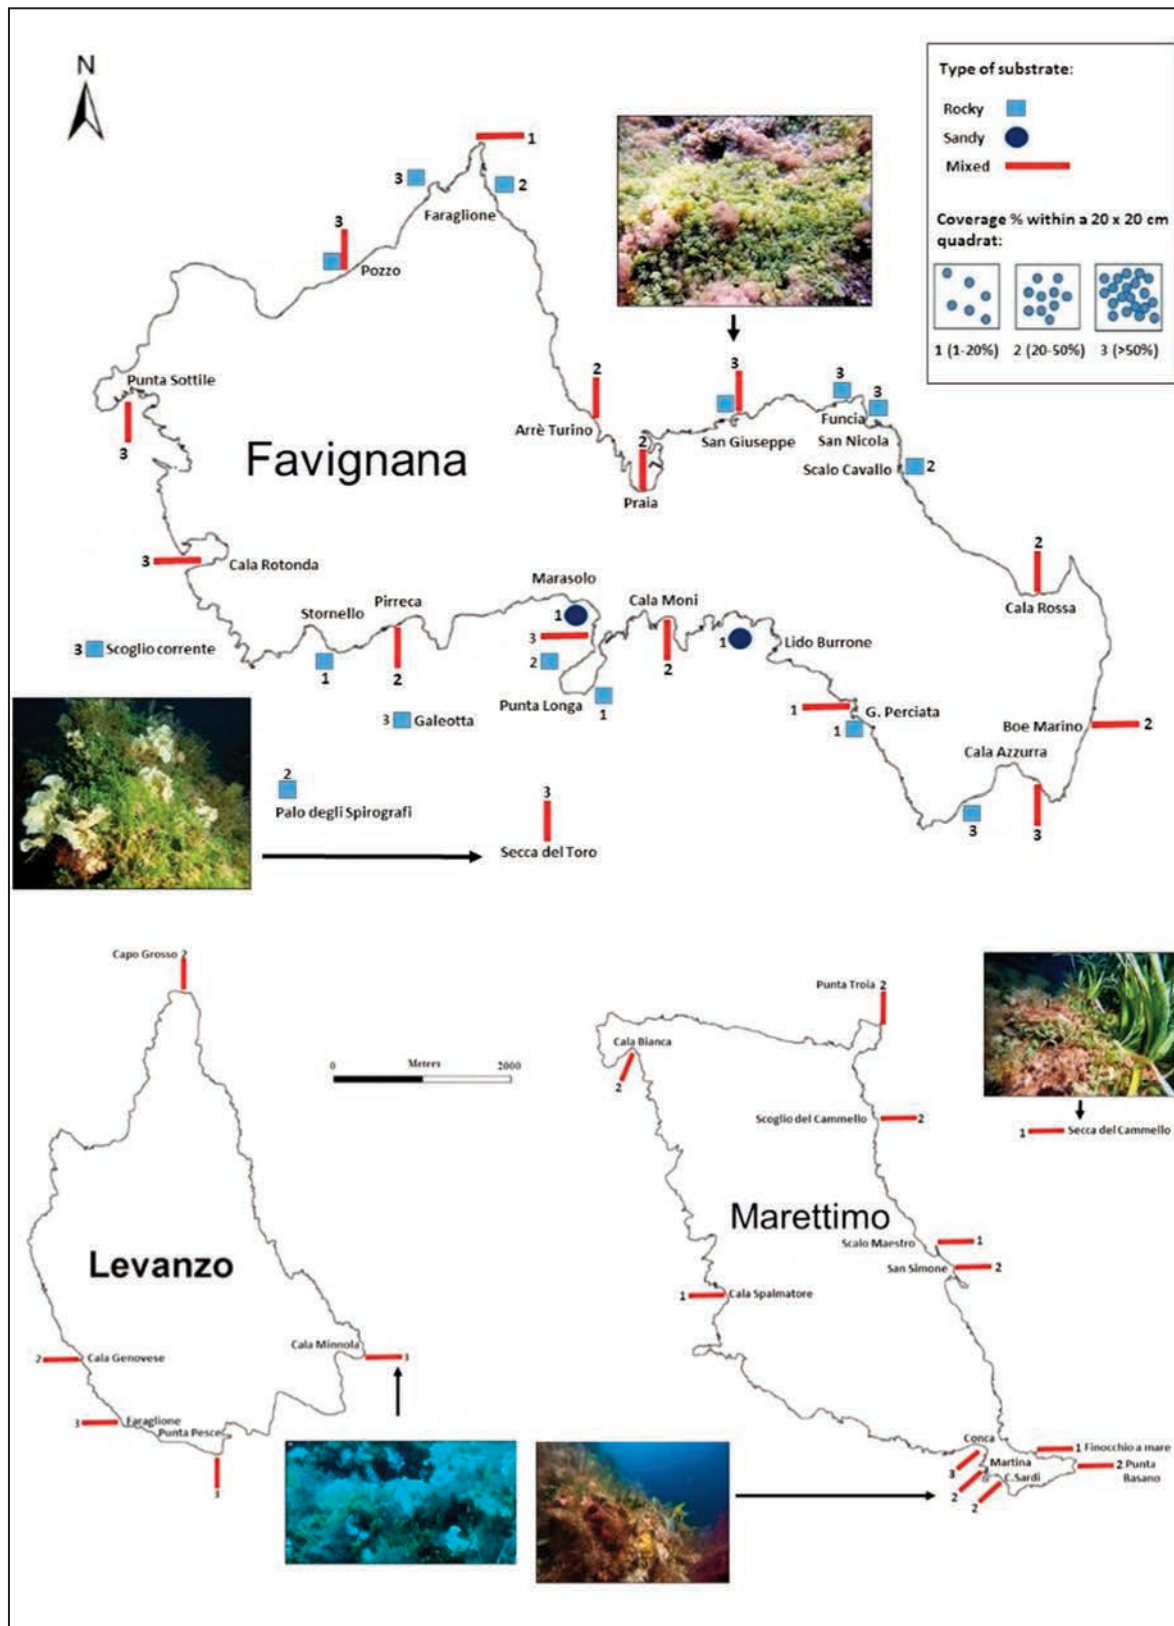 N
Type of substrate:
Rocky
Sandy
Mixed
Coverage % within a 20 x 20 cm
quadrat:
1 (1-20%) 2 (20-50%) 3 (>50%)
1
3
2
Faraglione
3
Pozzo
Punta Sottile
3
2
Arrè Turino
3
San Giuseppe
3
3
Funcia
San Nicola
Scalo Cavallo
2
2
Praia
Favignana
3
Cala Rotonda
2
Cala Rossa
Marasolo
1
3
2
Punta Longa
1
Stornello
1
Pirreca
2
Cala Moni
2
1
Lido Burrone
3
Scoglio corrente
3
Galeotta
1
G. Perciata
1
Boe Marino
2
Cala Azzurra
3
3
2
Palo degli Spirografi
3
Secca del Toro
Capo Grosso 2
0 Meters 2000
Levanzo
Cala Minnola
3
2
Cala Genovese
3
Faraglione
Punta Pesce
3
Punta Troia 2
Cala Bianca
2
Scoglio del Cammello
2
1
Secca del Cammello
Marettimo
Scalo Maestro
1
San Simone
2
1
Cala Spalmatore
Conca
3
Martina
2
C.Sardi
2
1 Finocchio a mare
2 Punta
Basano